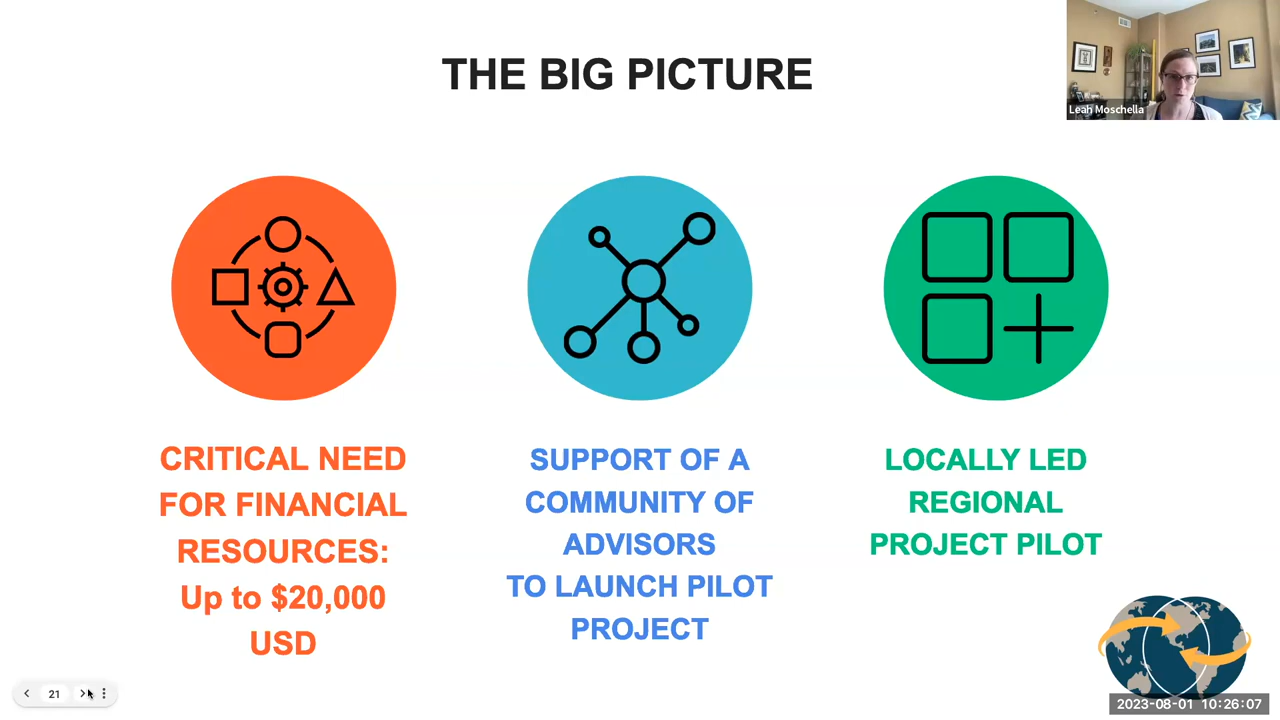 THE BIG PICTURE
Leah Moschella
CRITICAL NEED
FOR FINANCIAL
RESOURCES:
Up to $20,000
USD
SUPPORT OF A
COMMUNITY OF
ADVISORS
TO LAUNCH PILOT
PROJECT
LOCALLY LED
REGIONAL
PROJECT PILOT
21
2023-08-01 10:26:07